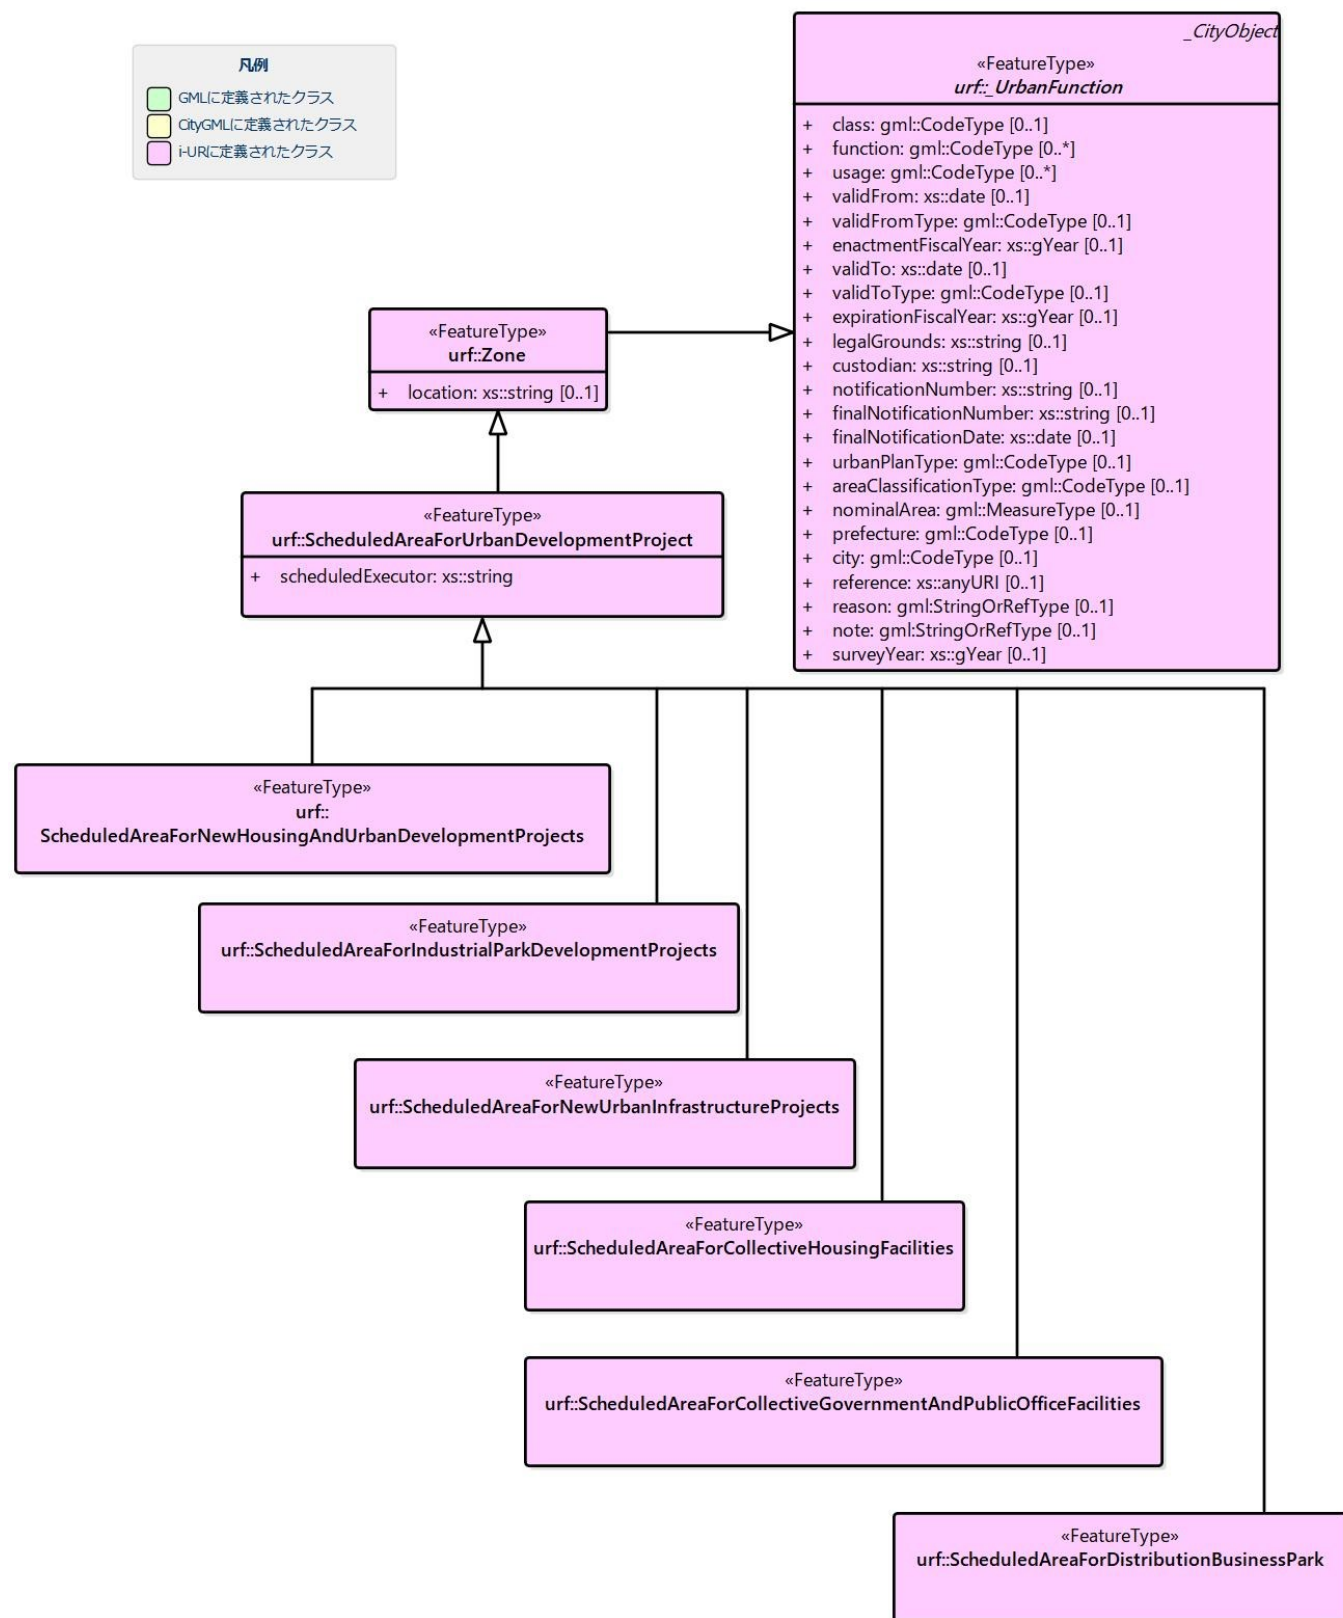 凡例
GMLに定義されたクラス
CityGMLに定義されたクラス
i-URに定義されたクラス
_CityObject
«FeatureType»
urf::_UrbanFunction
+ class: gml::CodeType [0..1]
+ function: gml::CodeType [0..*]
+ usage: gml::CodeType [0..*]
+ validFrom: xs::date [0..1]
+ validFromType: gml::CodeType [0..1]
+ enactmentFiscalYear: xs::gYear [0..1]
+ validTo: xs::date [0..1]
+ validToType: gml::CodeType [0..1]
+ expirationFiscalYear: xs::gYear [0..1]
+ legalGrounds: xs::string [0..1]
+ custodian: xs::string [0..1]
+ notificationNumber: xs::string [0..1]
+ finalNotificationNumber: xs::string [0..1]
+ finalNotificationDate: xs::date [0..1]
+ urbanPlanType: gml::CodeType [0..1]
+ areaClassificationType: gml::CodeType [0..1]
+ nominalArea: gml::MeasureType [0..1]
+ prefecture: gml::CodeType [0..1]
+ city: gml::CodeType [0..1]
+ reference: xs::anyURI [0..1]
+ reason: gml:StringOrRefType [0..1]
+ note: gml:StringOrRefType [0..1]
+ surveyYear: xs::gYear [0..1]
«FeatureType»
urf::Zone
+ location: xs::string [0..1]
«FeatureType»
urf::ScheduledAreaForUrbanDevelopmentProject
+ scheduledExecutor: xs::string
«FeatureType»
urf::
ScheduledAreaForNewHousingAndUrbanDevelopmentProjects
«FeatureType»
urf::ScheduledAreaForIndustrialParkDevelopmentProjects
«FeatureType»
urf::ScheduledAreaForNewUrbanInfrastructureProjects
«FeatureType»
urf::ScheduledAreaForCollectiveHousingFacilities
«FeatureType»
urf::ScheduledAreaForCollectiveGovernmentAndPublicOfficeFacilities
«FeatureType»
urf::ScheduledAreaForDistributionBusinessPark